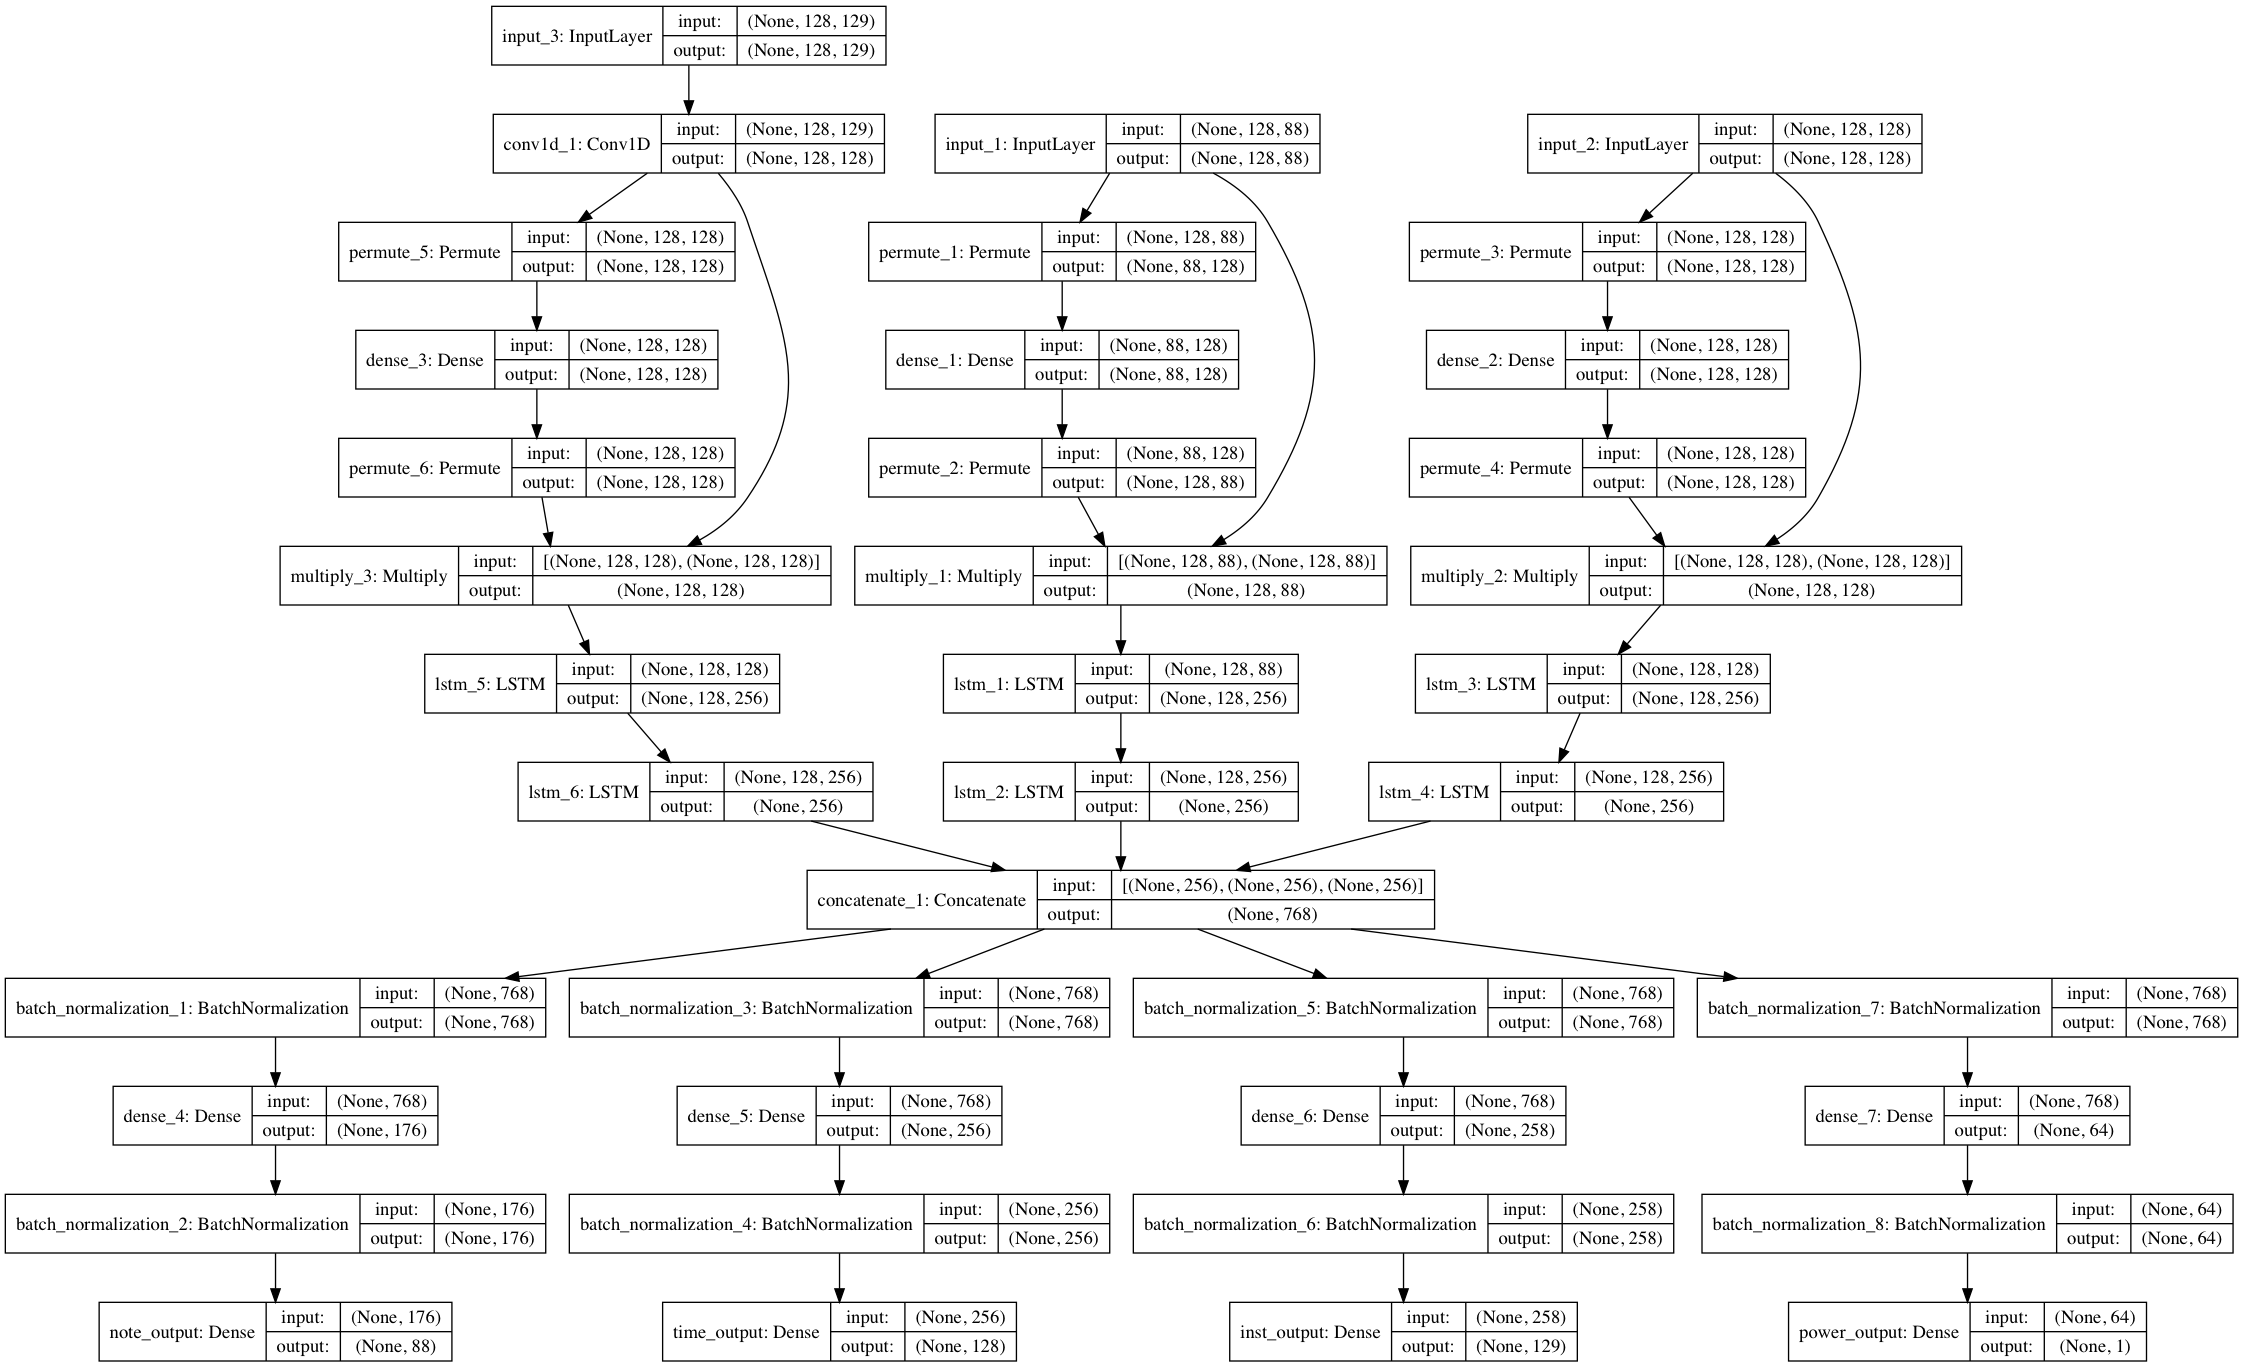 input_3: InputLayer
input: (None, 128, 129)
output: (None, 128, 129)
conv1d_1: Conv1D
input: (None, 128, 129)
output: (None, 128, 128)
input_1: InputLayer
input: (None, 128, 88)
output: (None, 128, 88)
input_2: InputLayer
input: (None, 128, 128)
output: (None, 128, 128)
permute_5: Permute
input: (None, 128, 128)
output: (None, 128, 128)
permute_1: Permute
input: (None, 128, 88)
output: (None, 88, 128)
permute_3: Permute
input: (None, 128, 128)
output: (None, 128, 128)
dense_3: Dense
input: (None, 128, 128)
output: (None, 128, 128)
dense_1: Dense
input: (None, 88, 128)
output: (None, 88, 128)
dense_2: Dense
input: (None, 128, 128)
output: (None, 128, 128)
permute_6: Permute
input: (None, 128, 128)
output: (None, 128, 128)
permute_2: Permute
input: (None, 88, 128)
output: (None, 128, 88)
permute_4: Permute
input: (None, 128, 128)
output: (None, 128, 128)
multiply_3: Multiply
input: [(None, 128, 128), (None, 128, 128)]
output: (None, 128, 128)
multiply_1: Multiply
input: [(None, 128, 88), (None, 128, 88)]
output: (None, 128, 88)
multiply_2: Multiply
input: [(None, 128, 128), (None, 128, 128)]
output: (None, 128, 128)
lstm_5: LSTM
input: (None, 128, 128)
output: (None, 128, 256)
lstm_1: LSTM
input: (None, 128, 88)
output: (None, 128, 256)
lstm_3: LSTM
input: (None, 128, 128)
output: (None, 128, 256)
lstm_6: LSTM
input: (None, 128, 256)
output: (None, 256)
lstm_2: LSTM
input: (None, 128, 256)
output: (None, 256)
lstm_4: LSTM
input: (None, 128, 256)
output: (None, 256)
concatenate_1: Concatenate
input: [(None, 256), (None, 256), (None, 256)]
output: (None, 768)
batch_normalization_1: BatchNormalization
input: (None, 768)
output: (None, 768)
batch_normalization_3: BatchNormalization
input: (None, 768)
output: (None, 768)
batch_normalization_5: BatchNormalization
input: (None, 768)
output: (None, 768)
batch_normalization_7: BatchNormalization
input: (None, 768)
output: (None, 768)
dense_4: Dense
input: (None, 768)
output: (None, 176)
dense_5: Dense
input: (None, 768)
output: (None, 256)
dense_6: Dense
input: (None, 768)
output: (None, 258)
dense_7: Dense
input: (None, 768)
output: (None, 64)
batch_normalization_2: BatchNormalization
input: (None, 176)
output: (None, 176)
batch_normalization_4: BatchNormalization
input: (None, 256)
output: (None, 256)
batch_normalization_6: BatchNormalization
input: (None, 258)
output: (None, 258)
batch_normalization_8: BatchNormalization
input: (None, 64)
output: (None, 64)
note_output: Dense
input: (None, 176)
output: (None, 88)
time_output: Dense
input: (None, 256)
output: (None, 128)
inst_output: Dense
input: (None, 258)
output: (None, 129)
power_output: Dense
input: (None, 64)
output: (None, 1)